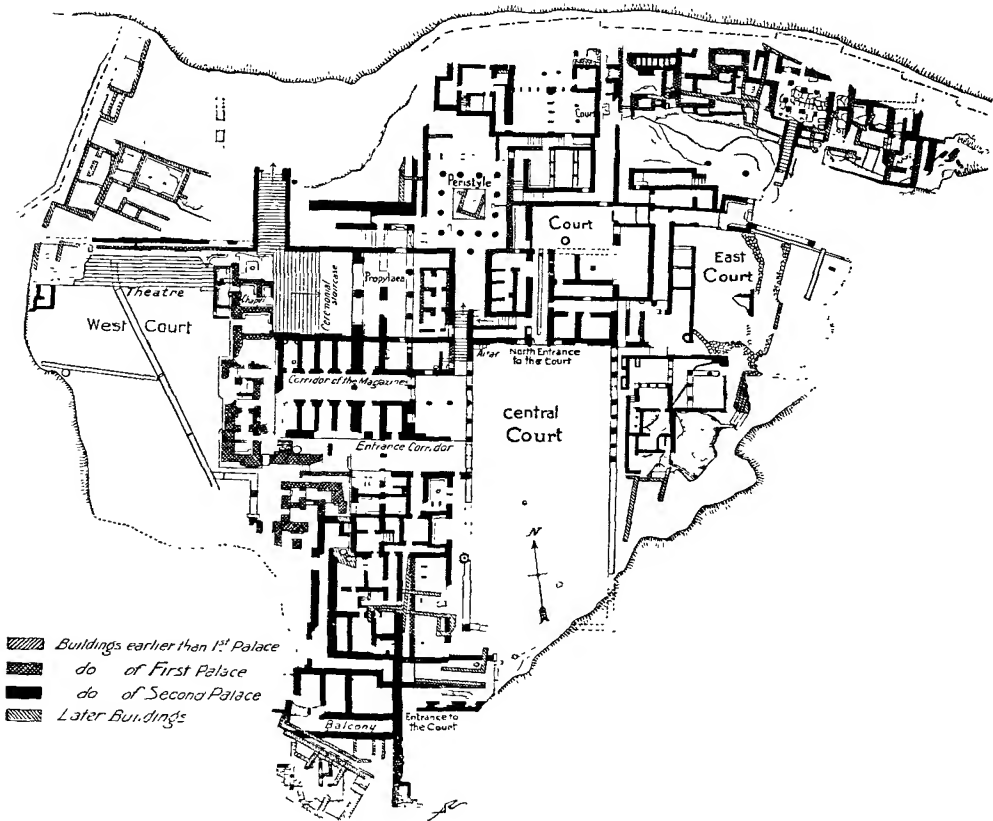 Court
Peristyle
Court
East
Court
Theatre
Chapel
Ceremonial
staircase
Propylaea
West Court
Altar
North Entrance
to the Court
Corridor of the Magazines
Central
Court
Entrance Corridor
N
Buildings earlier than 1st Palace
do of First Palace
do of Second Palace
Later Buildings
Balcony
Entrance to
the Court